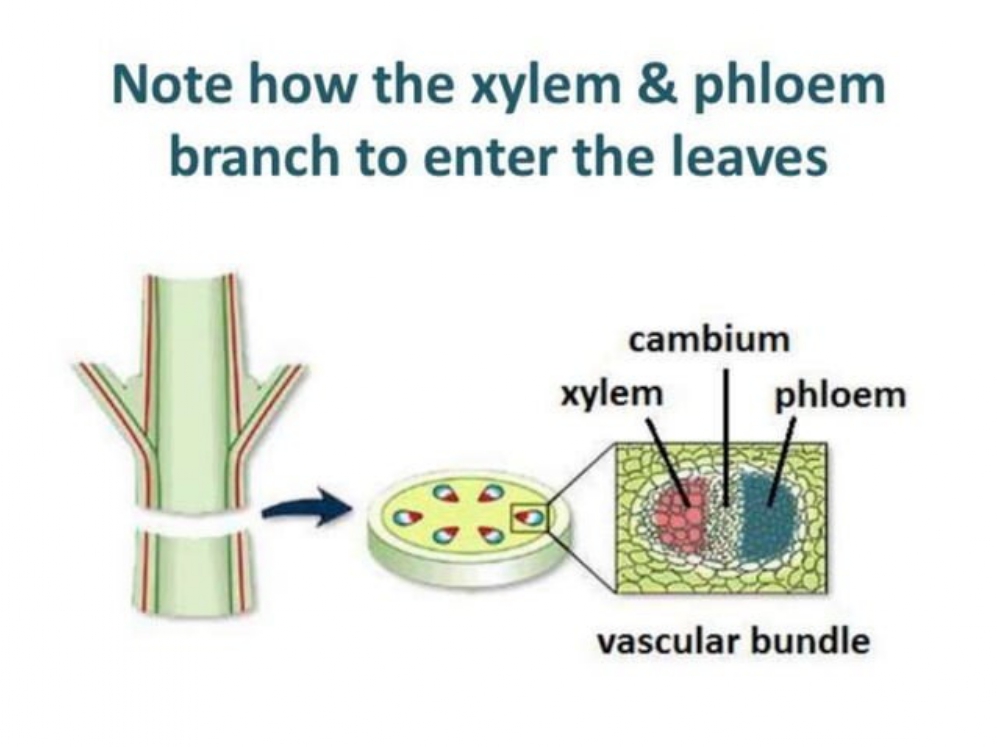 Note how the xylem & phloem
branch to enter the leaves
cambium
xylem
phloem
vascular bundle